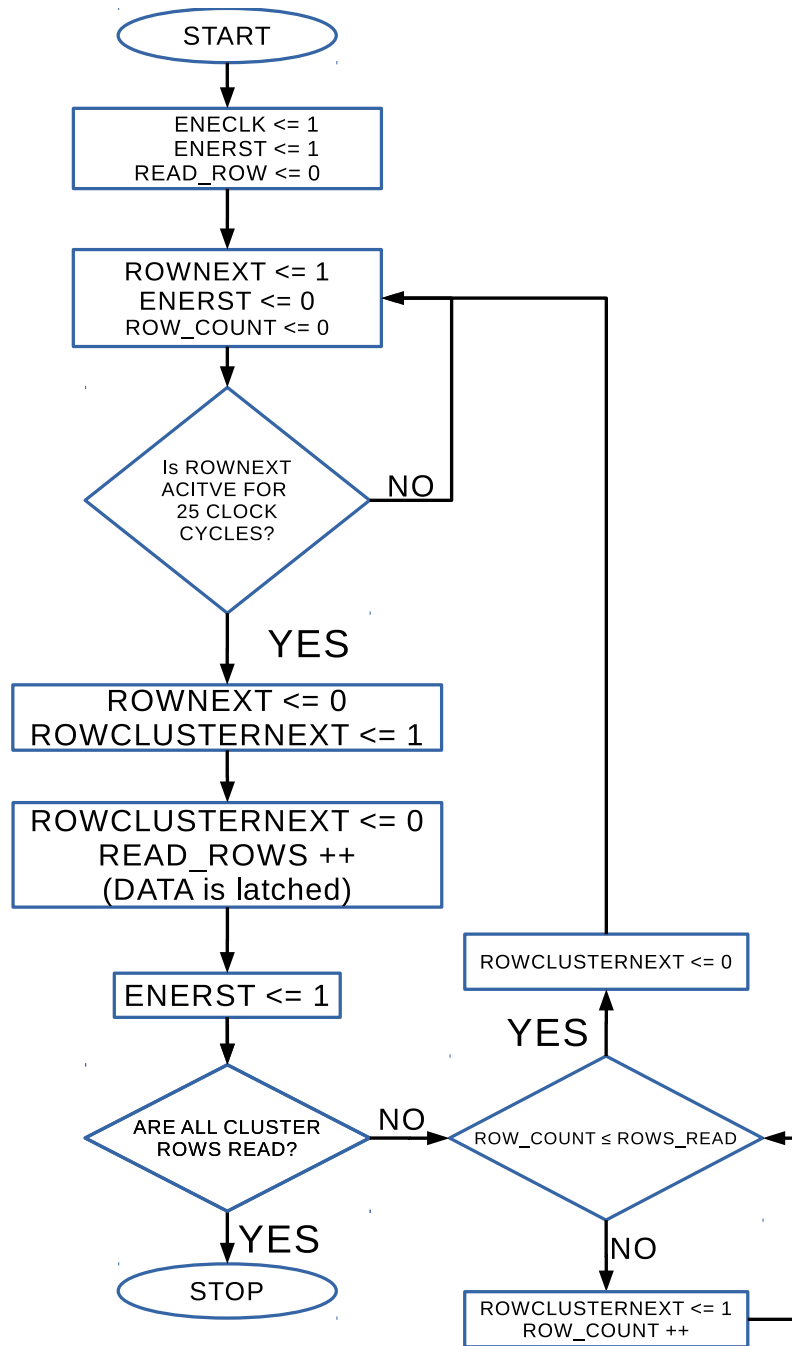 START
ENECLK <= 1
ENERST <= 1
READ_ROW <= 0
ROWNEXT <= 1
ENERST <= 0
ROW_COUNT <= 0
Is ROWNEXT
ACITVE FOR
25 CLOCK
CYCLES?
NO
YES
ROWNEXT <= 0
ROWCLUSTERNEXT <= 1
ROWCLUSTERNEXT <= 0
READ_ROWS ++
(DATA is latched)
ENERST <= 1
ARE ALL CLUSTER
ROWS READ?
NO
YES
STOP
ROWCLUSTERNEXT <= 0
YES
ROW_COUNT ≤ ROWS_READ
NO
ROWCLUSTERNEXT <= 1
ROW_COUNT ++